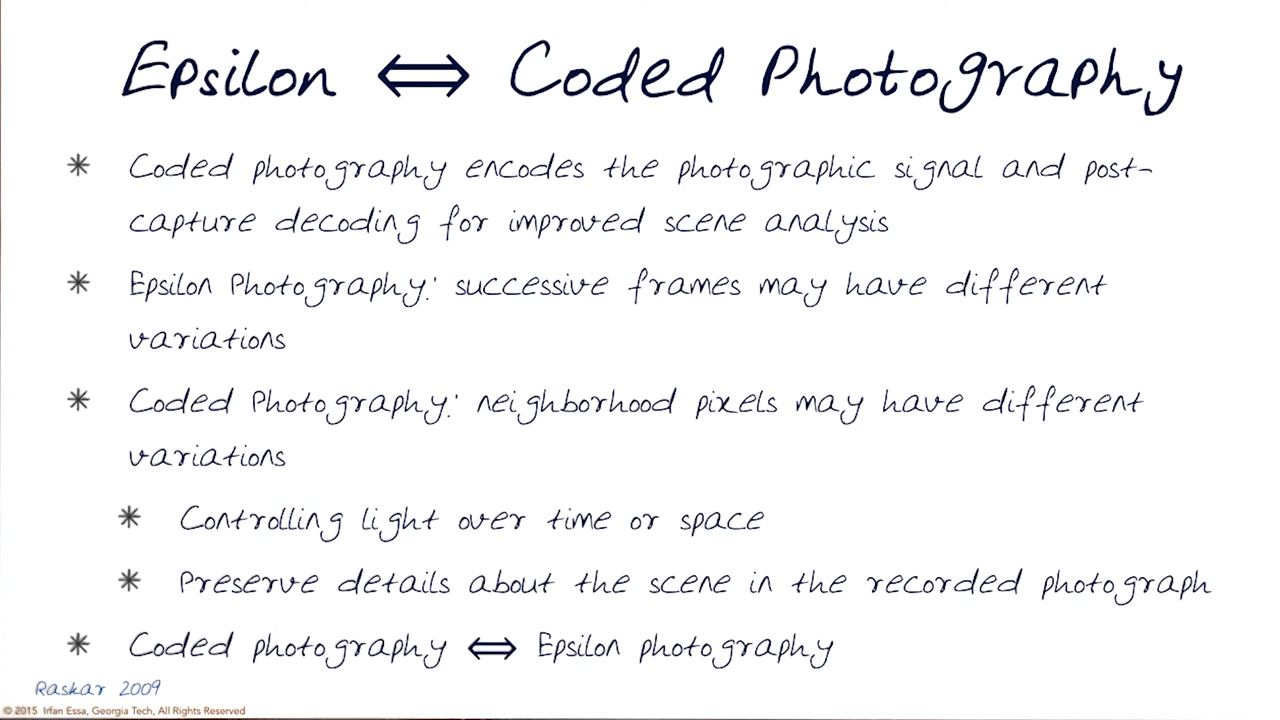 Epsilon ⟺ Coded Photography
* Coded photography encodes the photographic signal and post-
capture decoding for improved scene analysis
* Epsilon Photography: successive frames may have different
variations
* Coded Photography: neighborhood pixels may have different
variations
* Controlling light over time or space
* Preserve details about the scene in the recorded photograph
* Coded photography ⟺ Epsilon photography
Raskar 2009
© 2015 Irfan Essa, Georgia Tech, All Rights Reserved